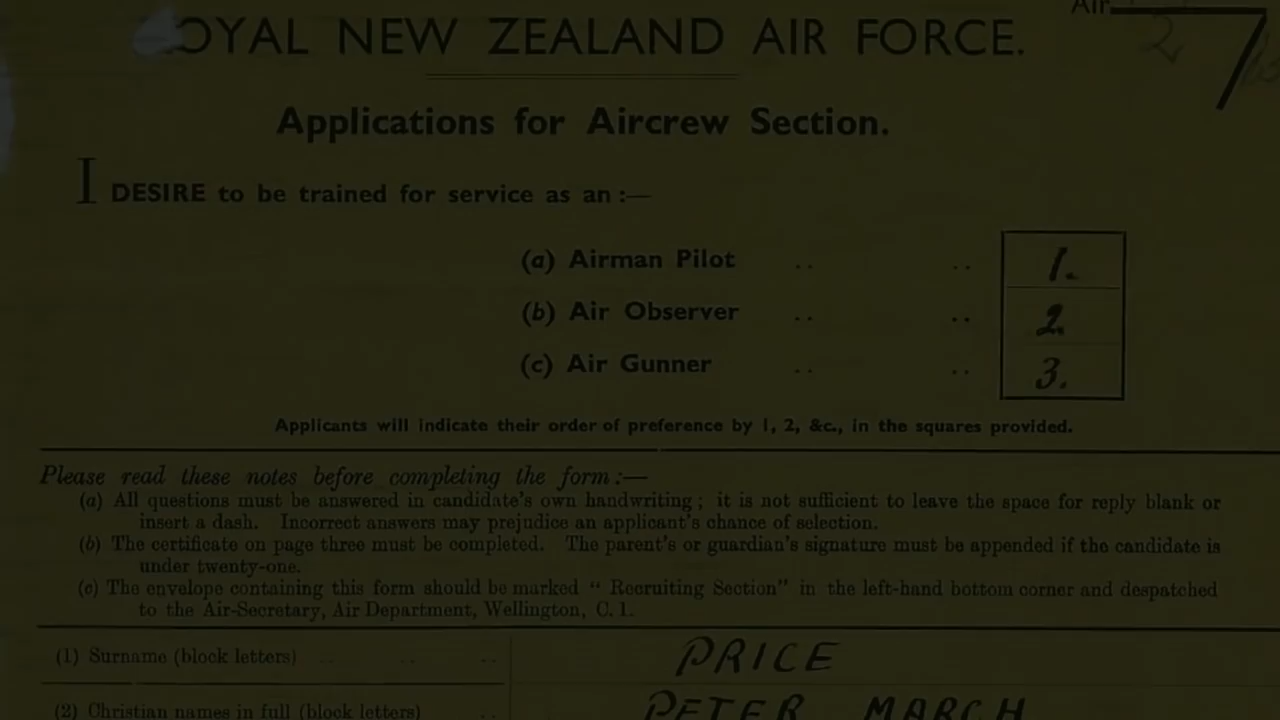 ROYAL NEW ZEALAND AIR FORCE.
Air
2
Applications for Aircrew Section.
I DESIRE to be trained for service as an :—
(a) Airman Pilot .. .. 1.
(b) Air Observer .. .. 2.
(c) Air Gunner .. .. 3.
Applicants will indicate their order of preference by 1, 2, &c., in the squares provided.
Please read these notes before completing the form :—
(a) All questions must be answered in candidate's own handwriting ; it is not sufficient to leave the space for reply blank or
insert a dash. Incorrect answers may prejudice an applicant's chance of selection.
(b) The certificate on page three must be completed. The parent's or guardian's signature must be appended if the candidate is
under twenty-one.
(c) The envelope containing this form should be marked “ Recruiting Section” in the left-hand bottom corner and despatched
to the Air-Secretary, Air Department, Wellington, C. 1.
(1) Surname (block letters) .. .. .. PRICE
(2) Christian names in full (block letters) .. PETER MARCH